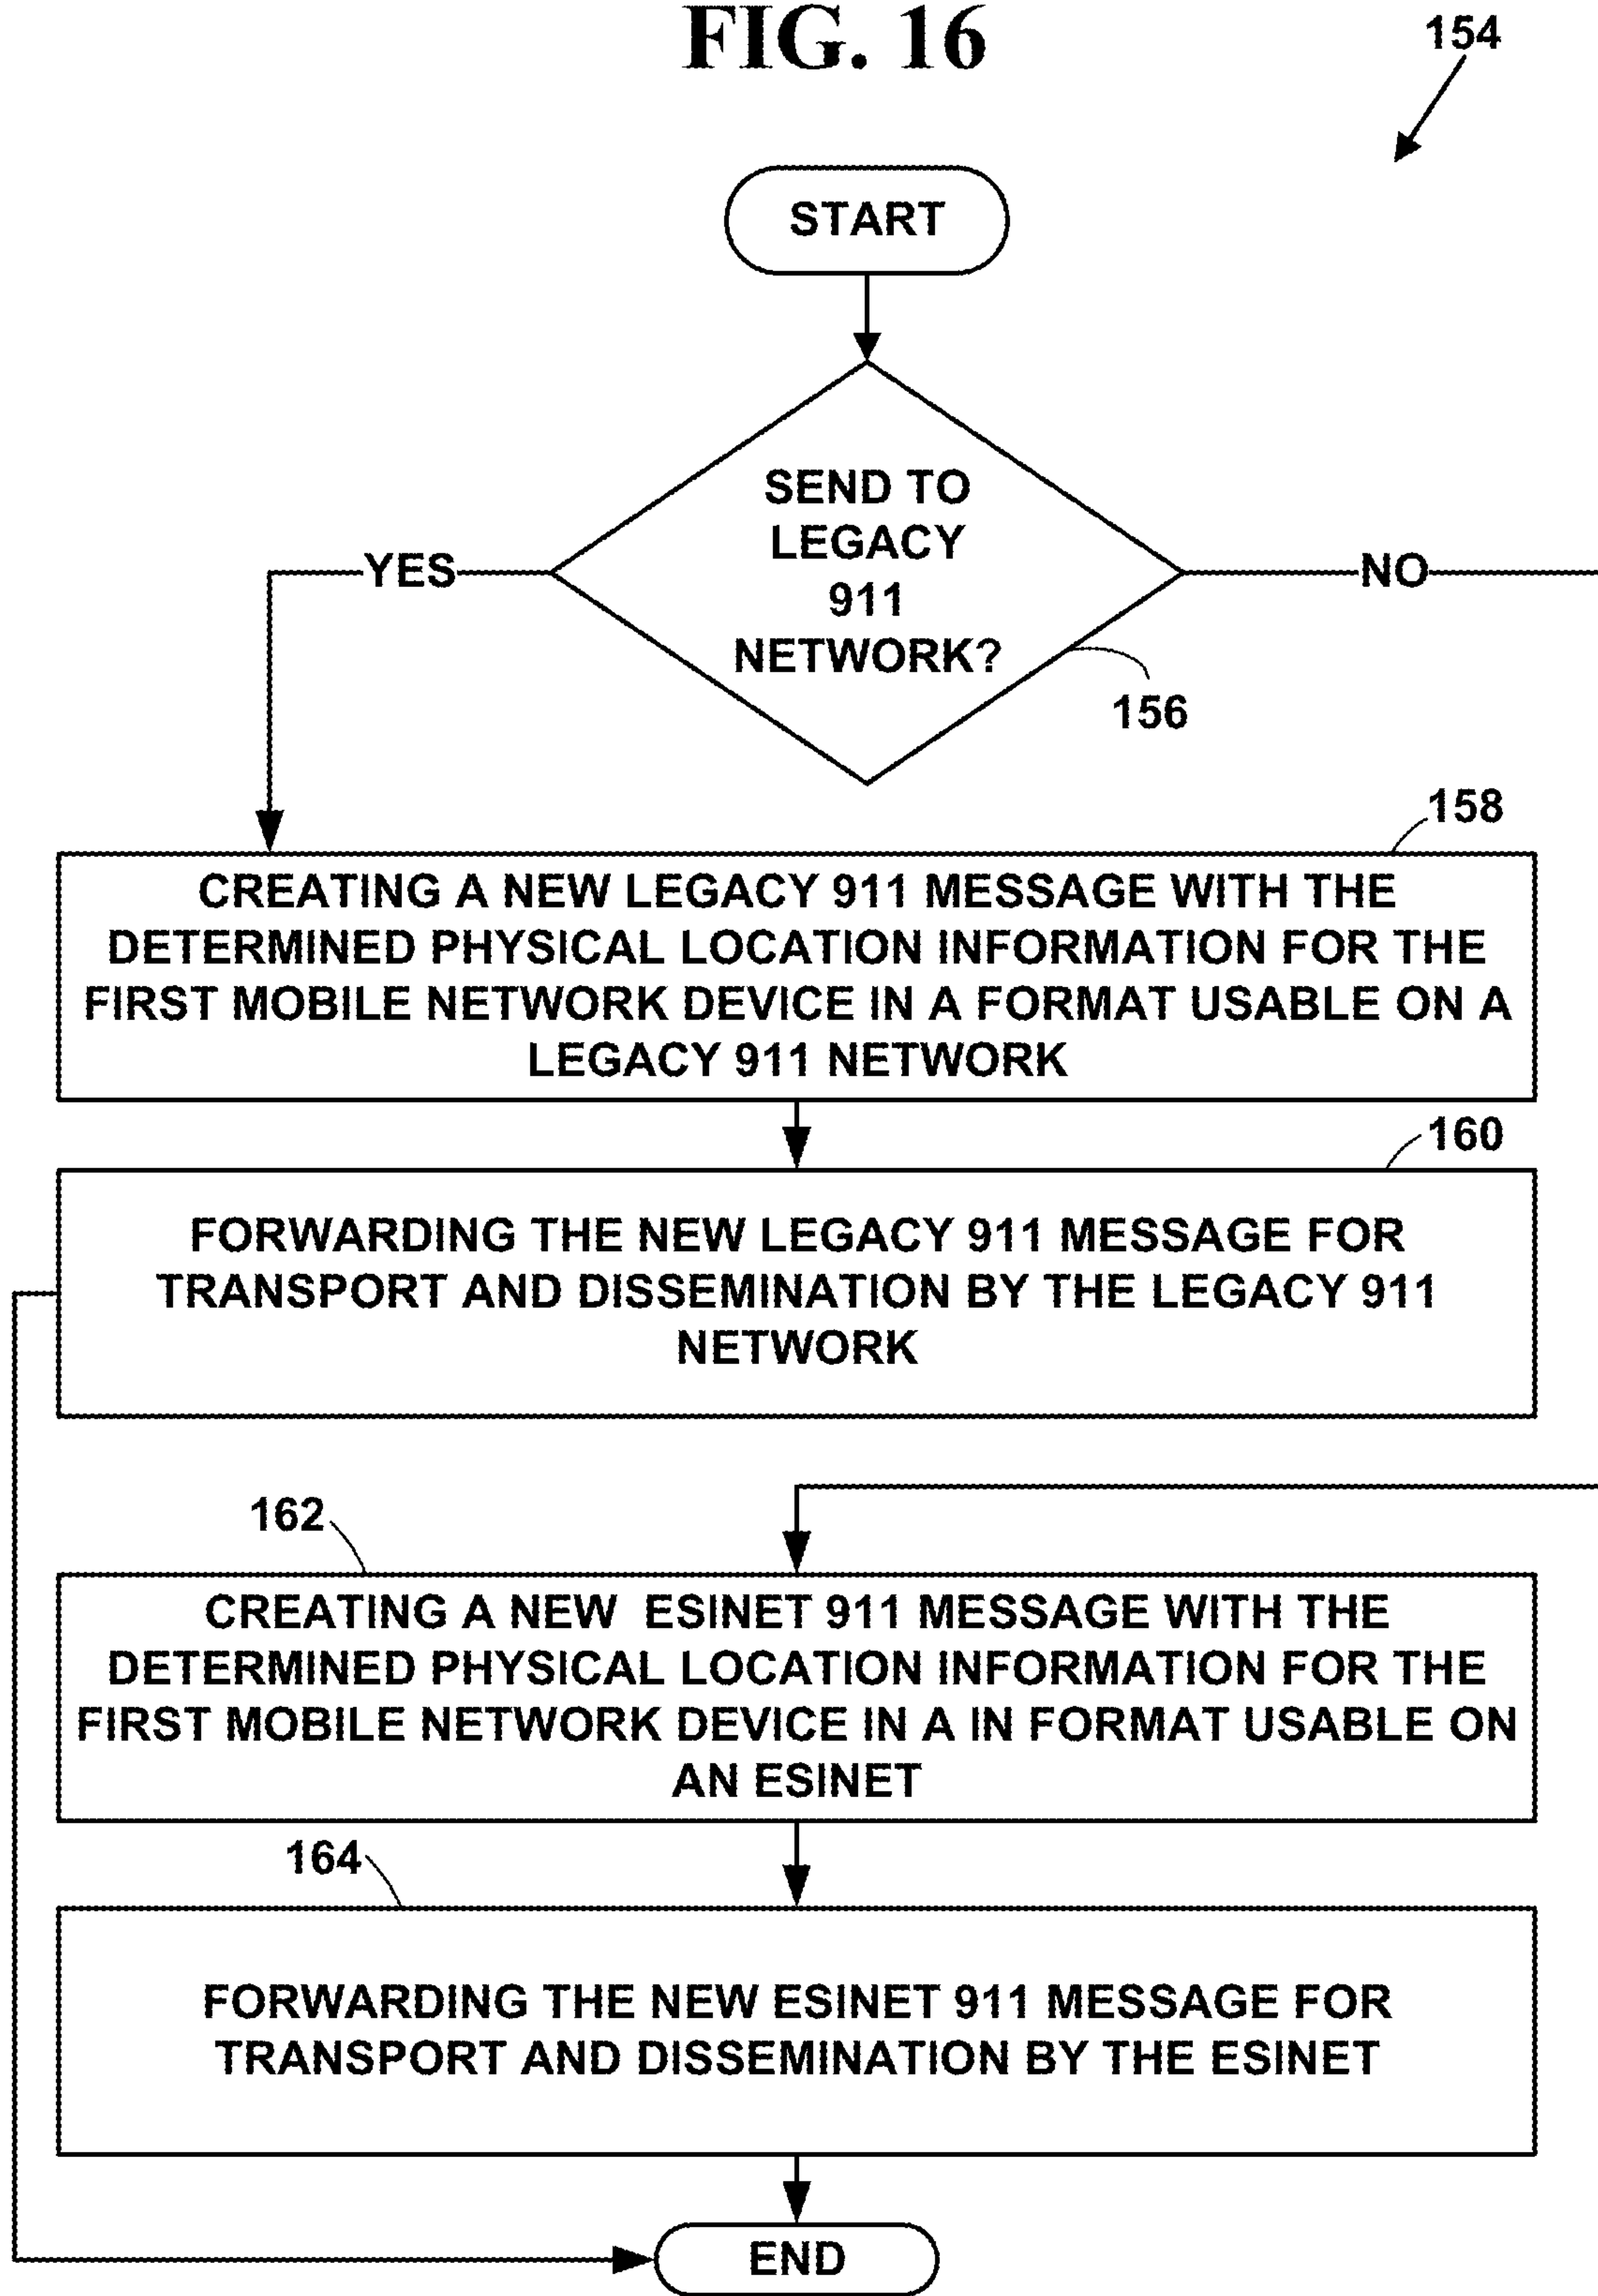 FIG. 16
154
START
SEND TO
LEGACY
911
NETWORK?
YES
NO
156
158
CREATING A NEW LEGACY 911 MESSAGE WITH THE
DETERMINED PHYSICAL LOCATION INFORMATION FOR THE
FIRST MOBILE NETWORK DEVICE IN A FORMAT USABLE ON A
LEGACY 911 NETWORK
160
FORWARDING THE NEW LEGACY 911 MESSAGE FOR
TRANSPORT AND DISSEMINATION BY THE LEGACY 911
NETWORK
162
CREATING A NEW ESINET 911 MESSAGE WITH THE
DETERMINED PHYSICAL LOCATION INFORMATION FOR THE
FIRST MOBILE NETWORK DEVICE IN A IN FORMAT USABLE ON
AN ESINET
164
FORWARDING THE NEW ESINET 911 MESSAGE FOR
TRANSPORT AND DISSEMINATION BY THE ESINET
END